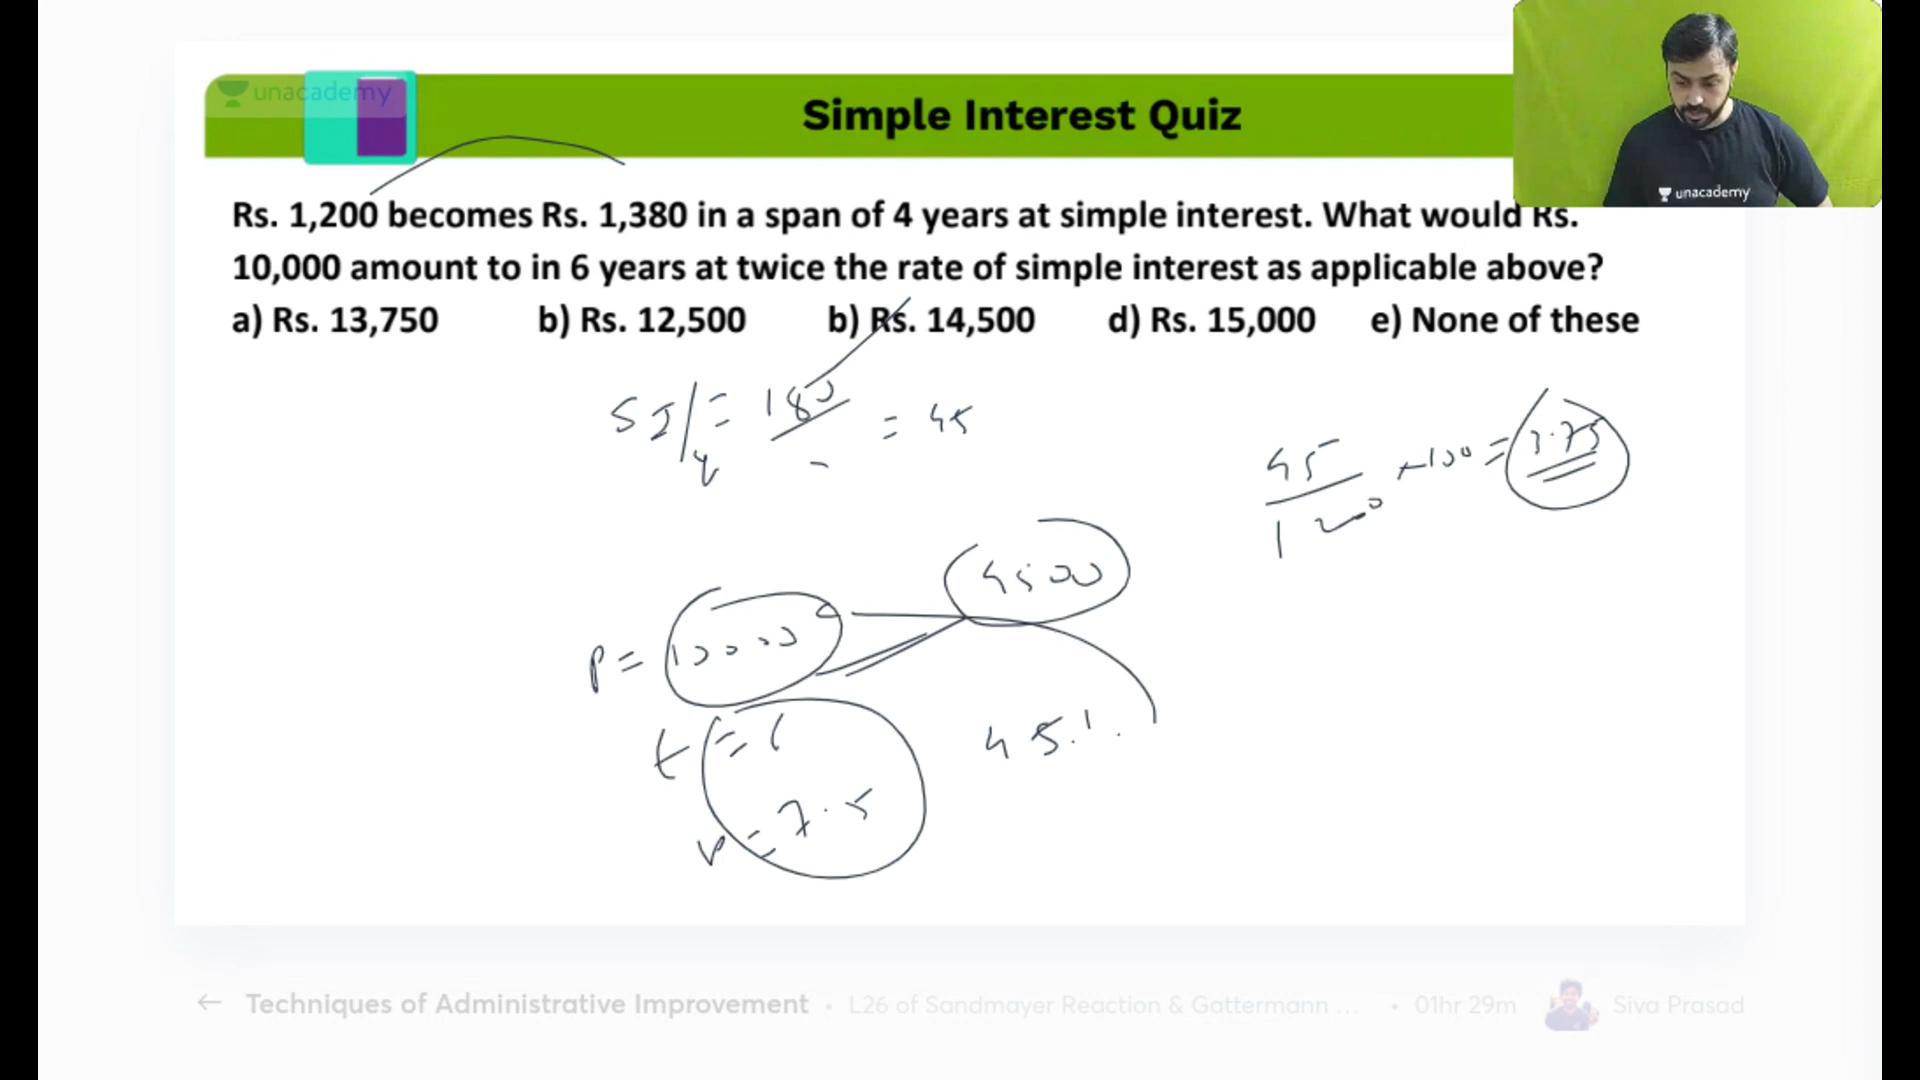 unacademy
Simple Interest Quiz
unacademy
Rs. 1,200 becomes Rs. 1,380 in a span of 4 years at simple interest. What would Rs.
10,000 amount to in 6 years at twice the rate of simple interest as applicable above?
a) Rs. 13,750 b) Rs. 12,500 b) Rs. 14,500 d) Rs. 15,000 e) None of these
SI/y = 180 = 45
45/1200 × 100 = 3.75
4500
P = 10000
t = 6
45%
r = 7.5
← Techniques of Administrative Improvement • L26 of Sandmayer Reaction & Gattermann ... • 01hr 29m Siva Prasad